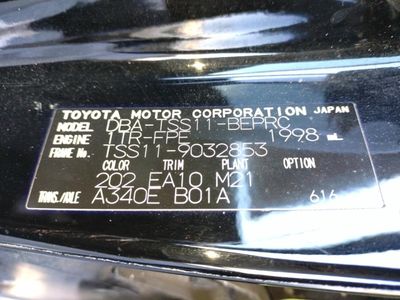 TOYOTA MOTOR CORPORATION JAPAN
MODEL DBA-TSS11-BEPRC
ENGINE 1TR-FPE 1998 L
FRAME No. TSS11-9032853
COLOR TRIM PLANT OPTION
202 EA10 M21
TRANS./AXLE A340E B01A 616